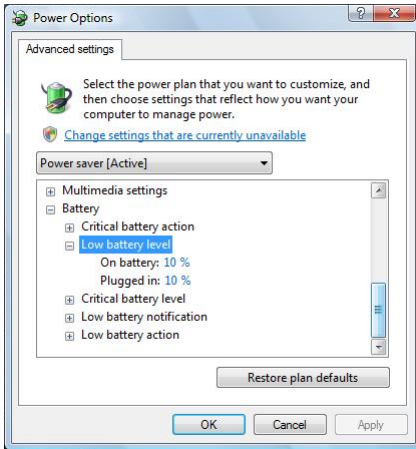 Power Options
Advanced settings
Select the power plan that you want to customize, and
then choose settings that reflect how you want your
computer to manage power.
Change settings that are currently unavailable
Power saver [Active]
Multimedia settings
Battery
Critical battery action
Low battery level
On battery: 10 %
Plugged in: 10 %
Critical battery level
Low battery notification
Low battery action
Restore plan defaults
OK Cancel Apply